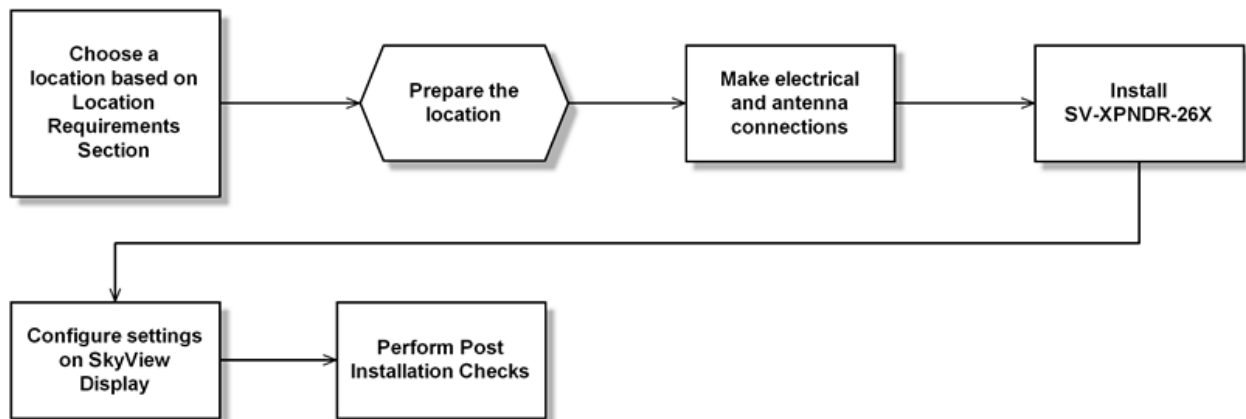 Choose a
location based on
Location
Requirements
Section
Prepare the
location
Make electrical
and antenna
connections
Install
SV-XPNDR-26X
Configure settings
on SkyView
Display
Perform Post
Installation Checks